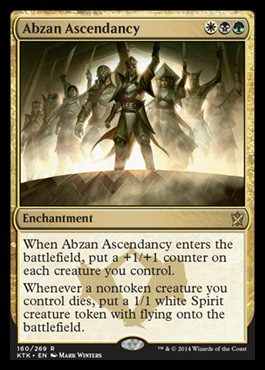 Abzan Ascendancy
Enchantment
When Abzan Ascendancy enters the
battlefield, put a +1/+1 counter on
each creature you control.
Whenever a nontoken creature you
control dies, put a 1/1 white Spirit
creature token with flying onto the
battlefield.
160/269 R
KTK • EN MARK WINTERS
™ & © 2014 Wizards of the Coast